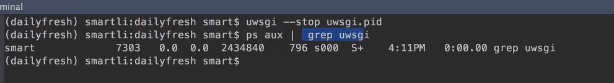 minal
(dailyfresh) smartli:dailyfresh smart$ uwsgi --stop uwsgi.pid
(dailyfresh) smartli:dailyfresh smart$ ps aux | grep uwsgi
smart 7303 0.0 0.0 2434840 796 s000 S+ 4:11PM 0:00.00 grep uwsgi
(dailyfresh) smartli:dailyfresh smart$